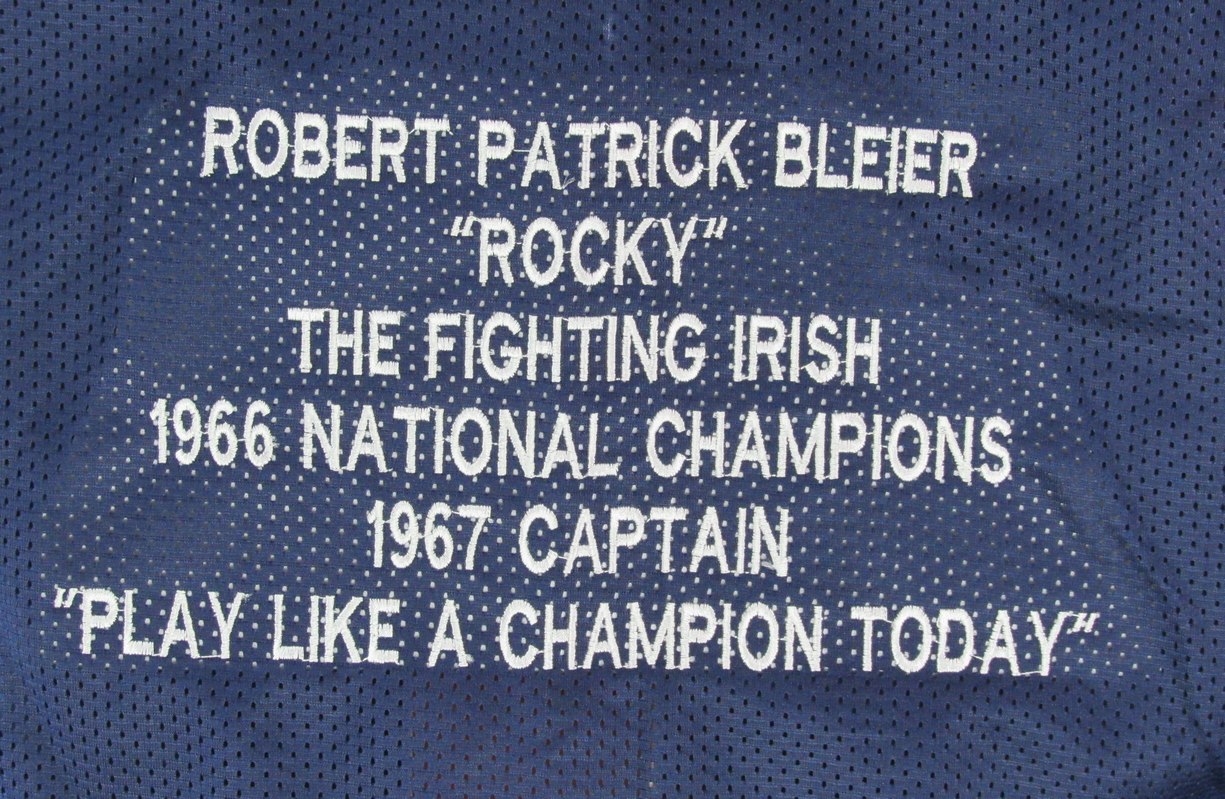 ROBERT PATRICK BLEIER
"ROCKY"
THE FIGHTING IRISH
1966 NATIONAL CHAMPIONS
1967 CAPTAIN
"PLAY LIKE A CHAMPION TODAY"